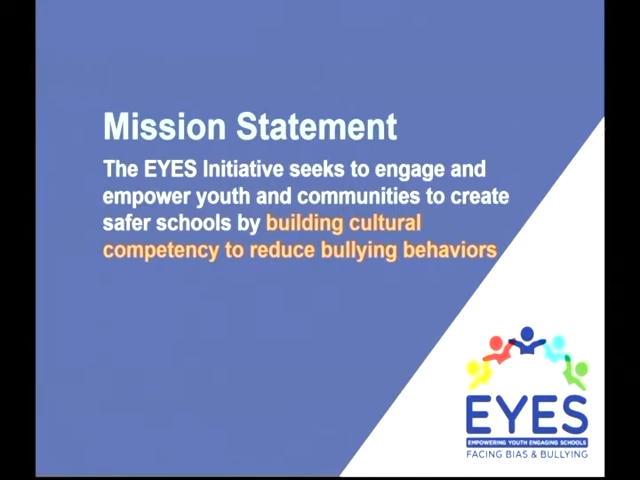 Mission Statement
The EYES Initiative seeks to engage and
empower youth and communities to create
safer schools by building cultural
competency to reduce bullying behaviors
EYES
EMPOWERING YOUTH ENGAGING SCHOOLS
FACING BIAS & BULLYING